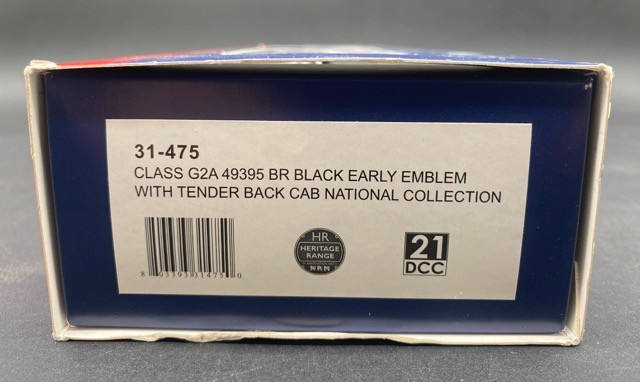 31-475
CLASS G2A 49395 BR BLACK EARLY EMBLEM
WITH TENDER BACK CAB NATIONAL COLLECTION
HR
HERITAGE
RANGE
NRM
21
DCC